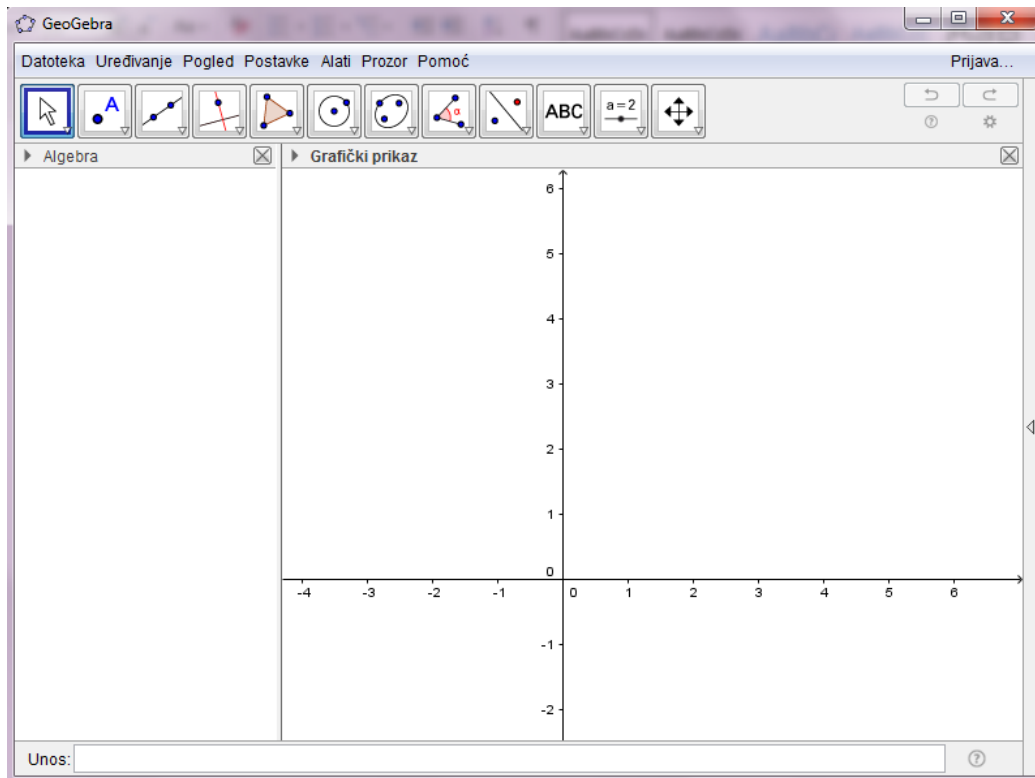 GeoGebra
Datoteka Uređivanje Pogled Postavke Alati Prozor Pomoć Prijava...
A α ABC a=2
Algebra
Grafički prikaz
6
5
4
3
2
1
0
-4 -3 -2 -1 0 1 2 3 4 5 6
-1
-2
Unos: